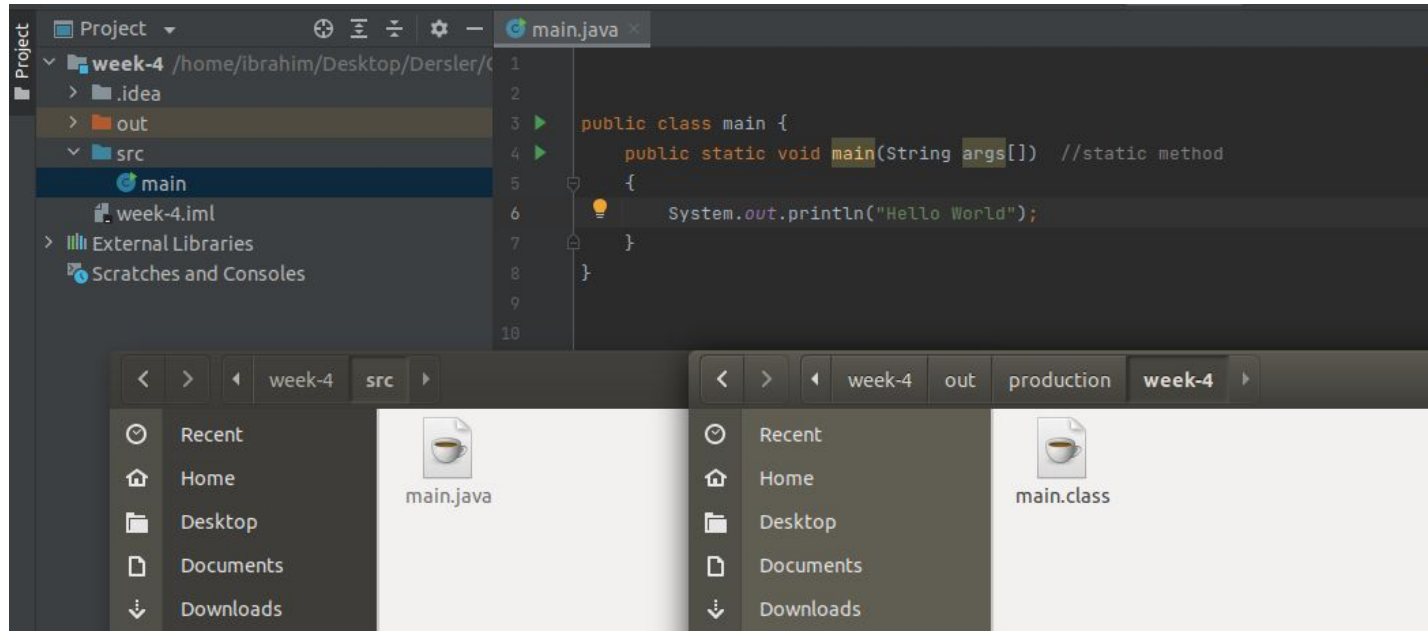 Project
Project
main.java
week-4 /home/ibrahim/Desktop/Dersler/
.idea
out
src
main
week-4.iml
External Libraries
Scratches and Consoles
1
2
3 public class main {
4 public static void main(String args[]) //static method
5 {
6 System.out.println("Hello World");
7 }
8 }
9
10
week-4 src
Recent
Home
Desktop
Documents
Downloads
main.java
week-4 out production week-4
Recent
Home
Desktop
Documents
Downloads
main.class